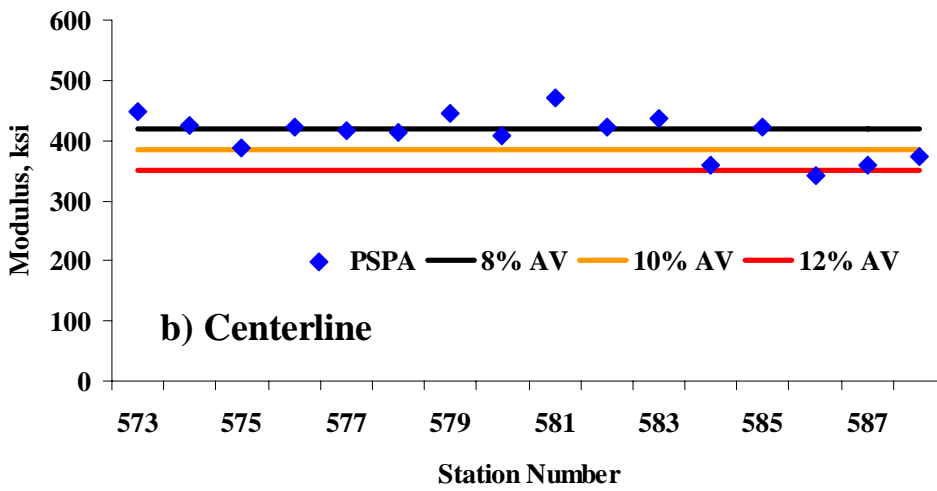 600
500
400
300
200
100
0
Modulus, ksi
PSPA 8% AV 10% AV 12% AV
b) Centerline
573 575 577 579 581 583 585 587
Station Number